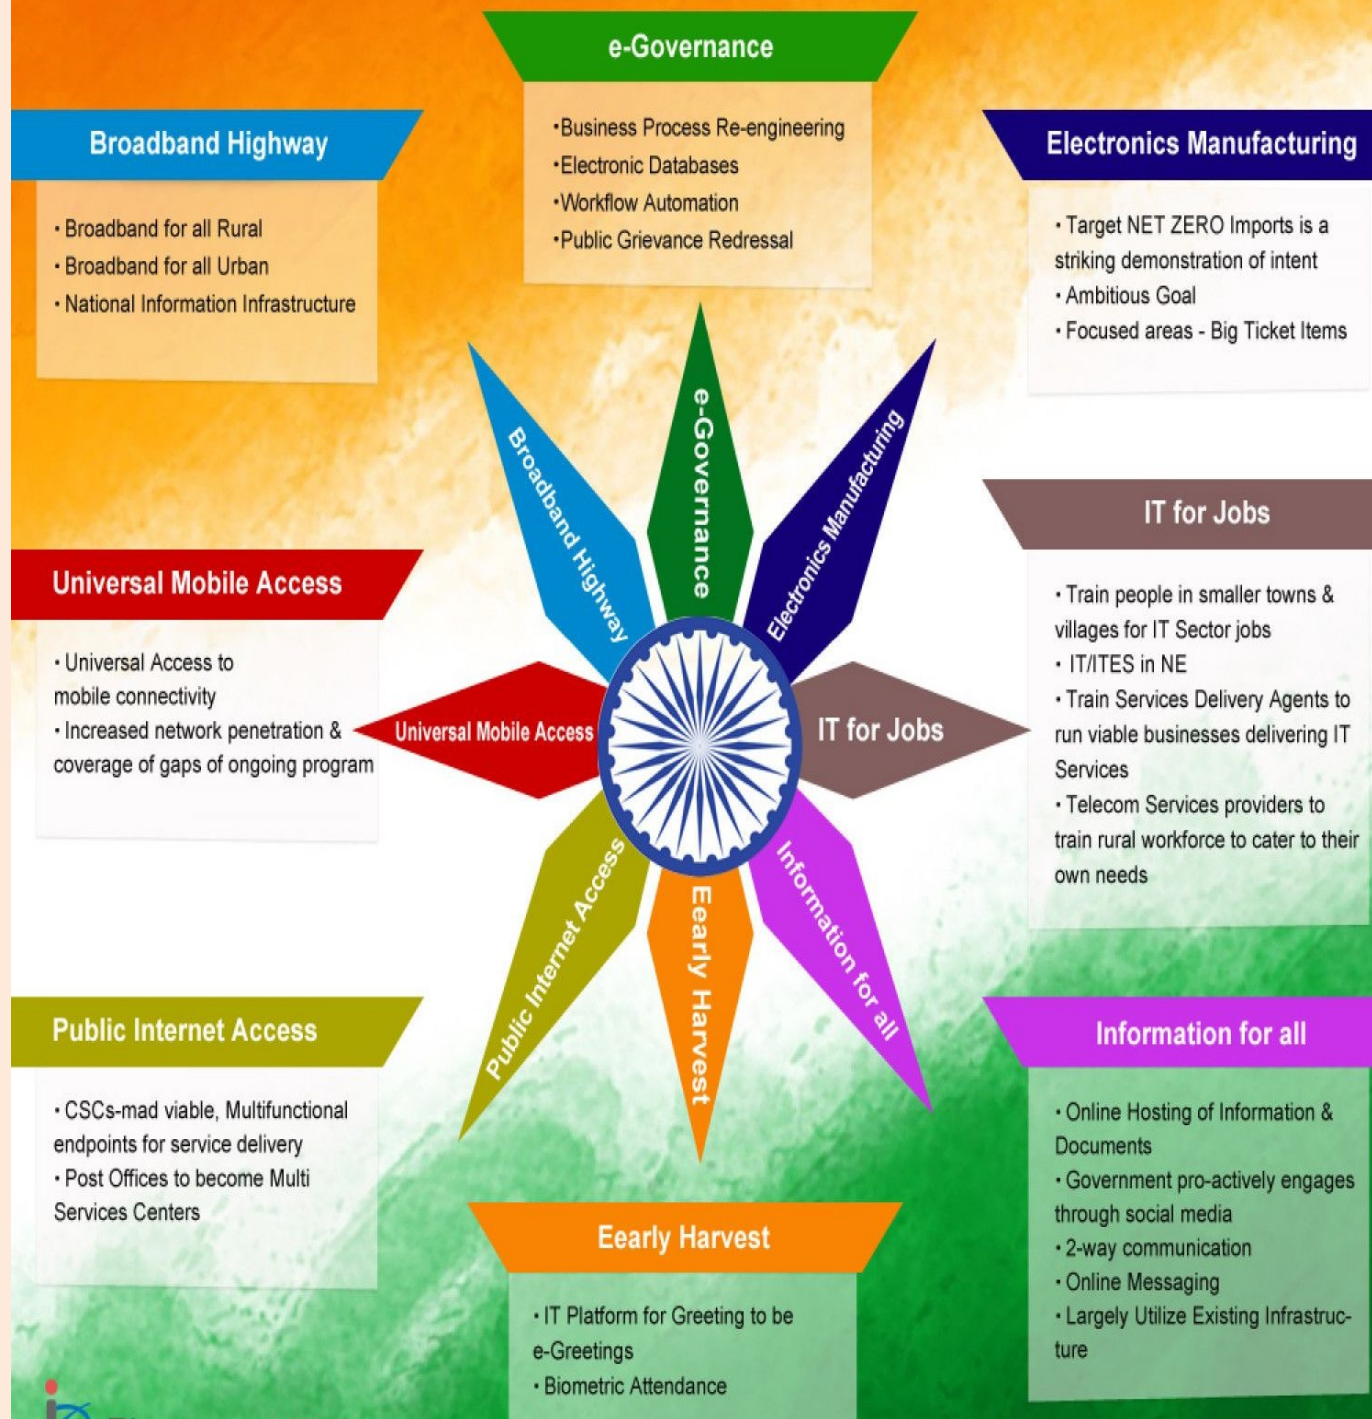 e-Governance
•Business Process Re-engineering
•Electronic Databases
•Workflow Automation
•Public Grievance Redressal
Broadband Highway
• Broadband for all Rural
• Broadband for all Urban
• National Information Infrastructure
Electronics Manufacturing
• Target NET ZERO Imports is a
striking demonstration of intent
• Ambitious Goal
• Focused areas - Big Ticket Items
Universal Mobile Access
• Universal Access to
mobile connectivity
• Increased network penetration &
coverage of gaps of ongoing program
IT for Jobs
• Train people in smaller towns &
villages for IT Sector jobs
• IT/ITES in NE
• Train Services Delivery Agents to
run viable businesses delivering IT
Services
• Telecom Services providers to
train rural workforce to cater to their
own needs
Broadband Highway
e-Governance
Electronics Manufacturing
Universal Mobile Access
IT for Jobs
Public Internet Access
Eearly Harvest
Information for all
Public Internet Access
• CSCs-mad viable, Multifunctional
endpoints for service delivery
• Post Offices to become Multi
Services Centers
Information for all
• Online Hosting of Information &
Documents
• Government pro-actively engages
through social media
• 2-way communication
• Online Messaging
• Largely Utilize Existing Infrastruc-
ture
Eearly Harvest
• IT Platform for Greeting to be
e-Greetings
• Biometric Attendance